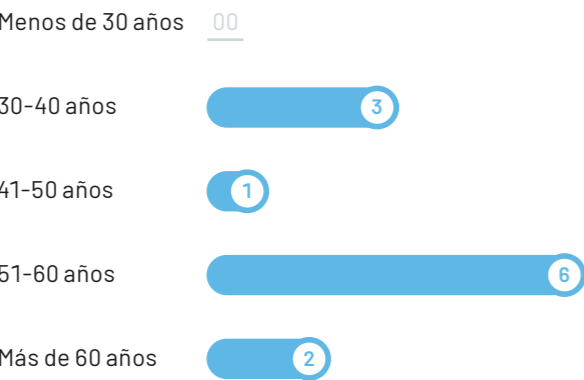 Menos de 30 años 00
30-40 años 3
41-50 años 1
51-60 años 6
Más de 60 años 2